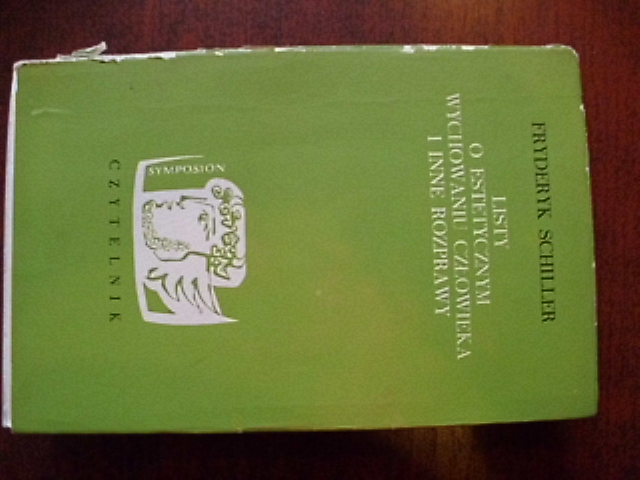 FRYDERYK SCHILLER
LISTY
O ESTETYCZNYM
WYCHOWANIU CZŁOWIEKA
I INNE ROZPRAWY
SYMPOSION
CZYTELNIK